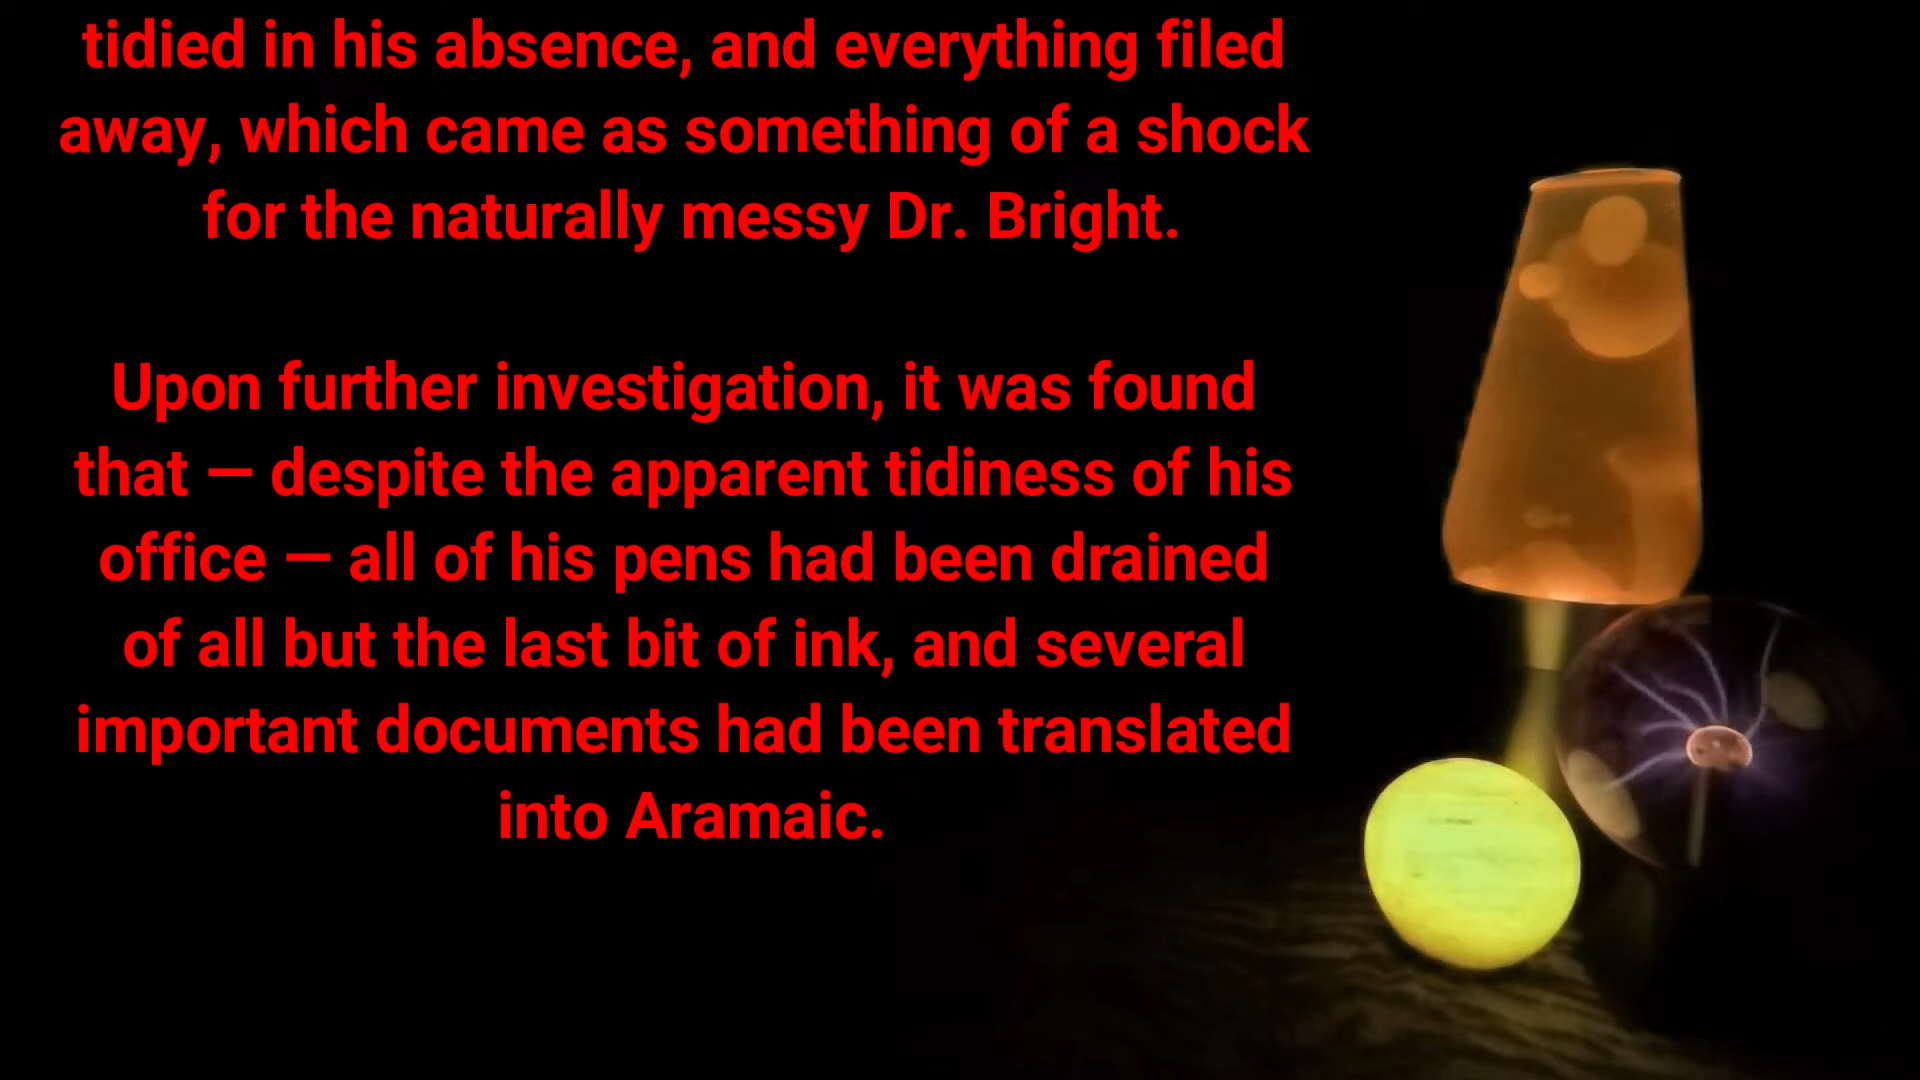 tidied in his absence, and everything filed
away, which came as something of a shock
for the naturally messy Dr. Bright.
Upon further investigation, it was found
that — despite the apparent tidiness of his
office — all of his pens had been drained
of all but the last bit of ink, and several
important documents had been translated
into Aramaic.